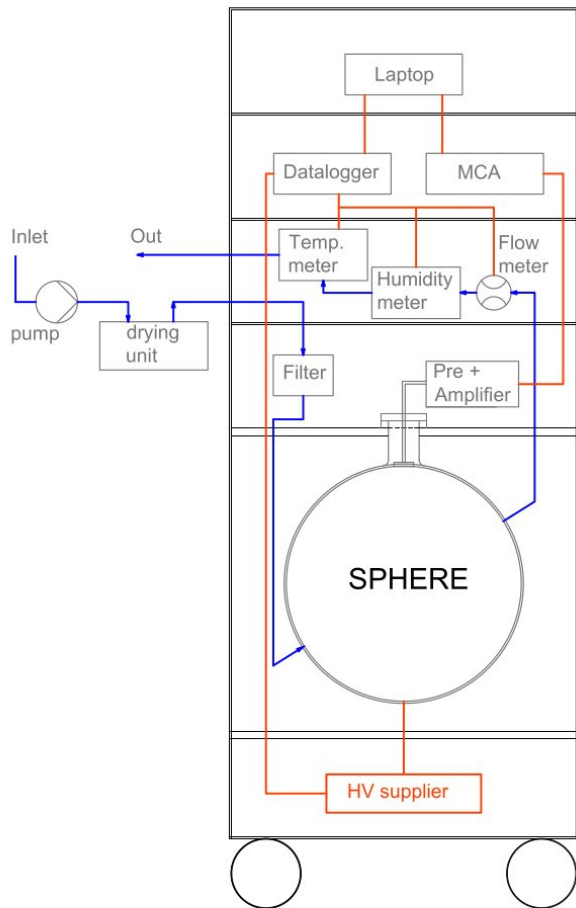 Laptop
Datalogger
MCA
Inlet
Out
Temp.
meter
Humidity
meter
Flow
meter
pump
drying
unit
Filter
Pre +
Amplifier
SPHERE
HV supplier